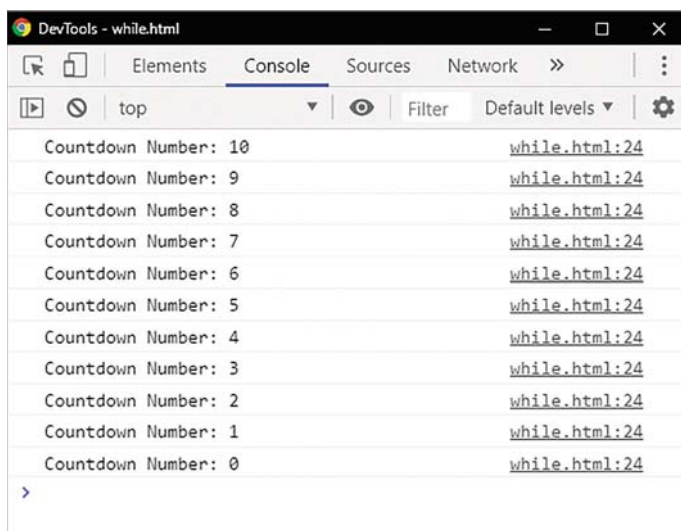 DevTools - while.html
Elements Console Sources Network »
top Filter Default levels
Countdown Number: 10 while.html:24
Countdown Number: 9 while.html:24
Countdown Number: 8 while.html:24
Countdown Number: 7 while.html:24
Countdown Number: 6 while.html:24
Countdown Number: 5 while.html:24
Countdown Number: 4 while.html:24
Countdown Number: 3 while.html:24
Countdown Number: 2 while.html:24
Countdown Number: 1 while.html:24
Countdown Number: 0 while.html:24
>